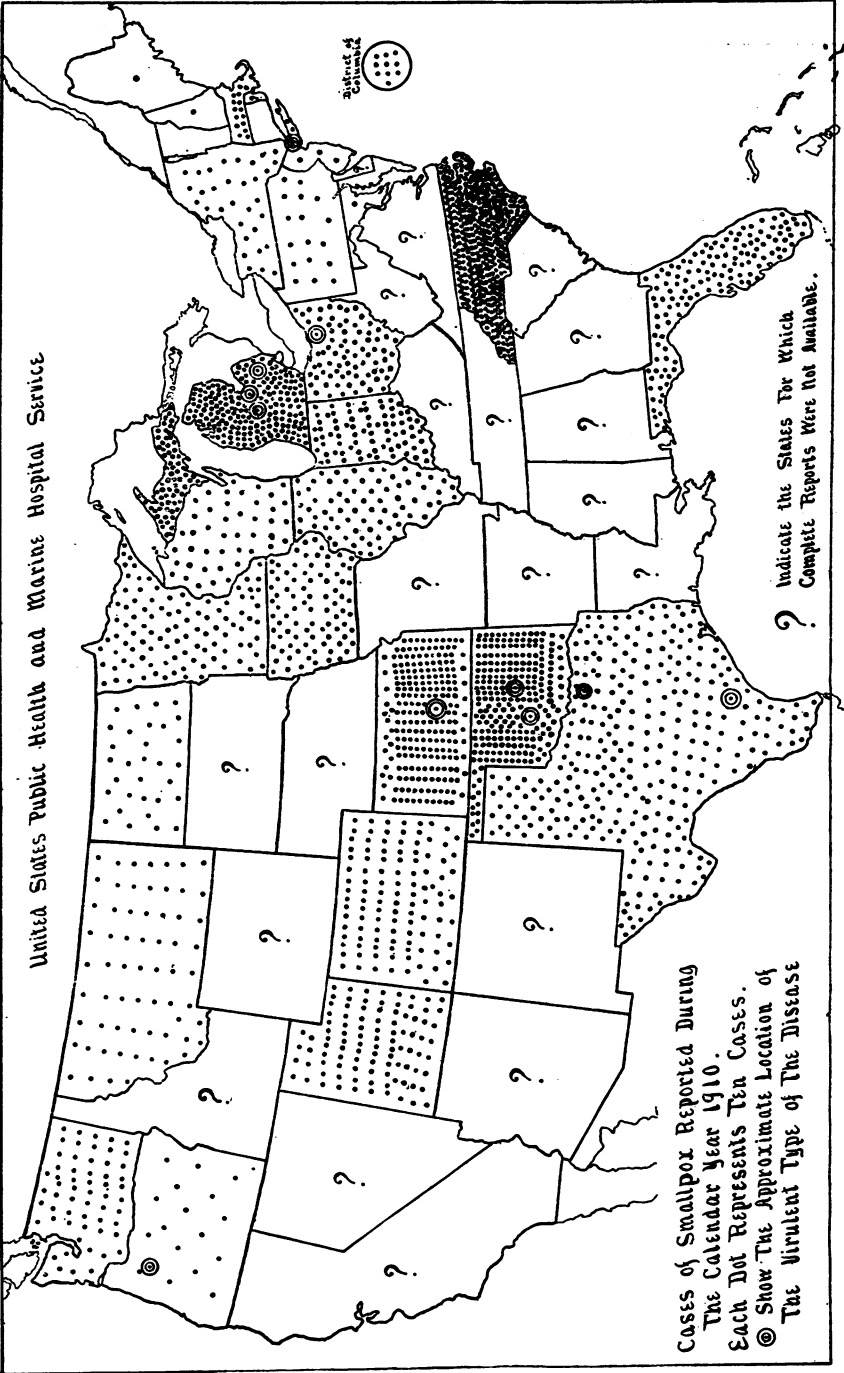 United States Public Health and Marine Hospital Service
District of
Columbia
Cases of Smallpox Reported During
The Calendar Year 1910.
Each Dot Represents Ten Cases.
◎ Show The Approximate Location of
The Virulent Type of The Disease
? Indicate the States For Which
Complete Reports Were Not Available.